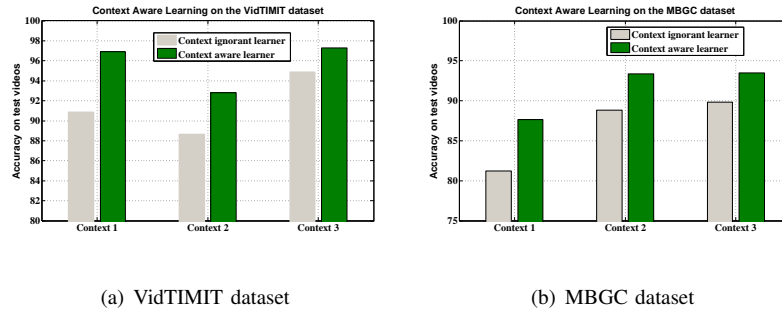 Context Aware Learning on the VidTIMIT dataset
100
98
96
94
92
90
88
86
84
82
80
Accuracy on test videos
Context ignorant learner
Context aware learner
Context 1
Context 2
Context 3
(a) VidTIMIT dataset
Context Aware Learning on the MBGC dataset
100
95
90
85
80
75
Accuracy on test videos
Context ignorant learner
Context aware learner
Context 1
Context 2
Context 3
(b) MBGC dataset